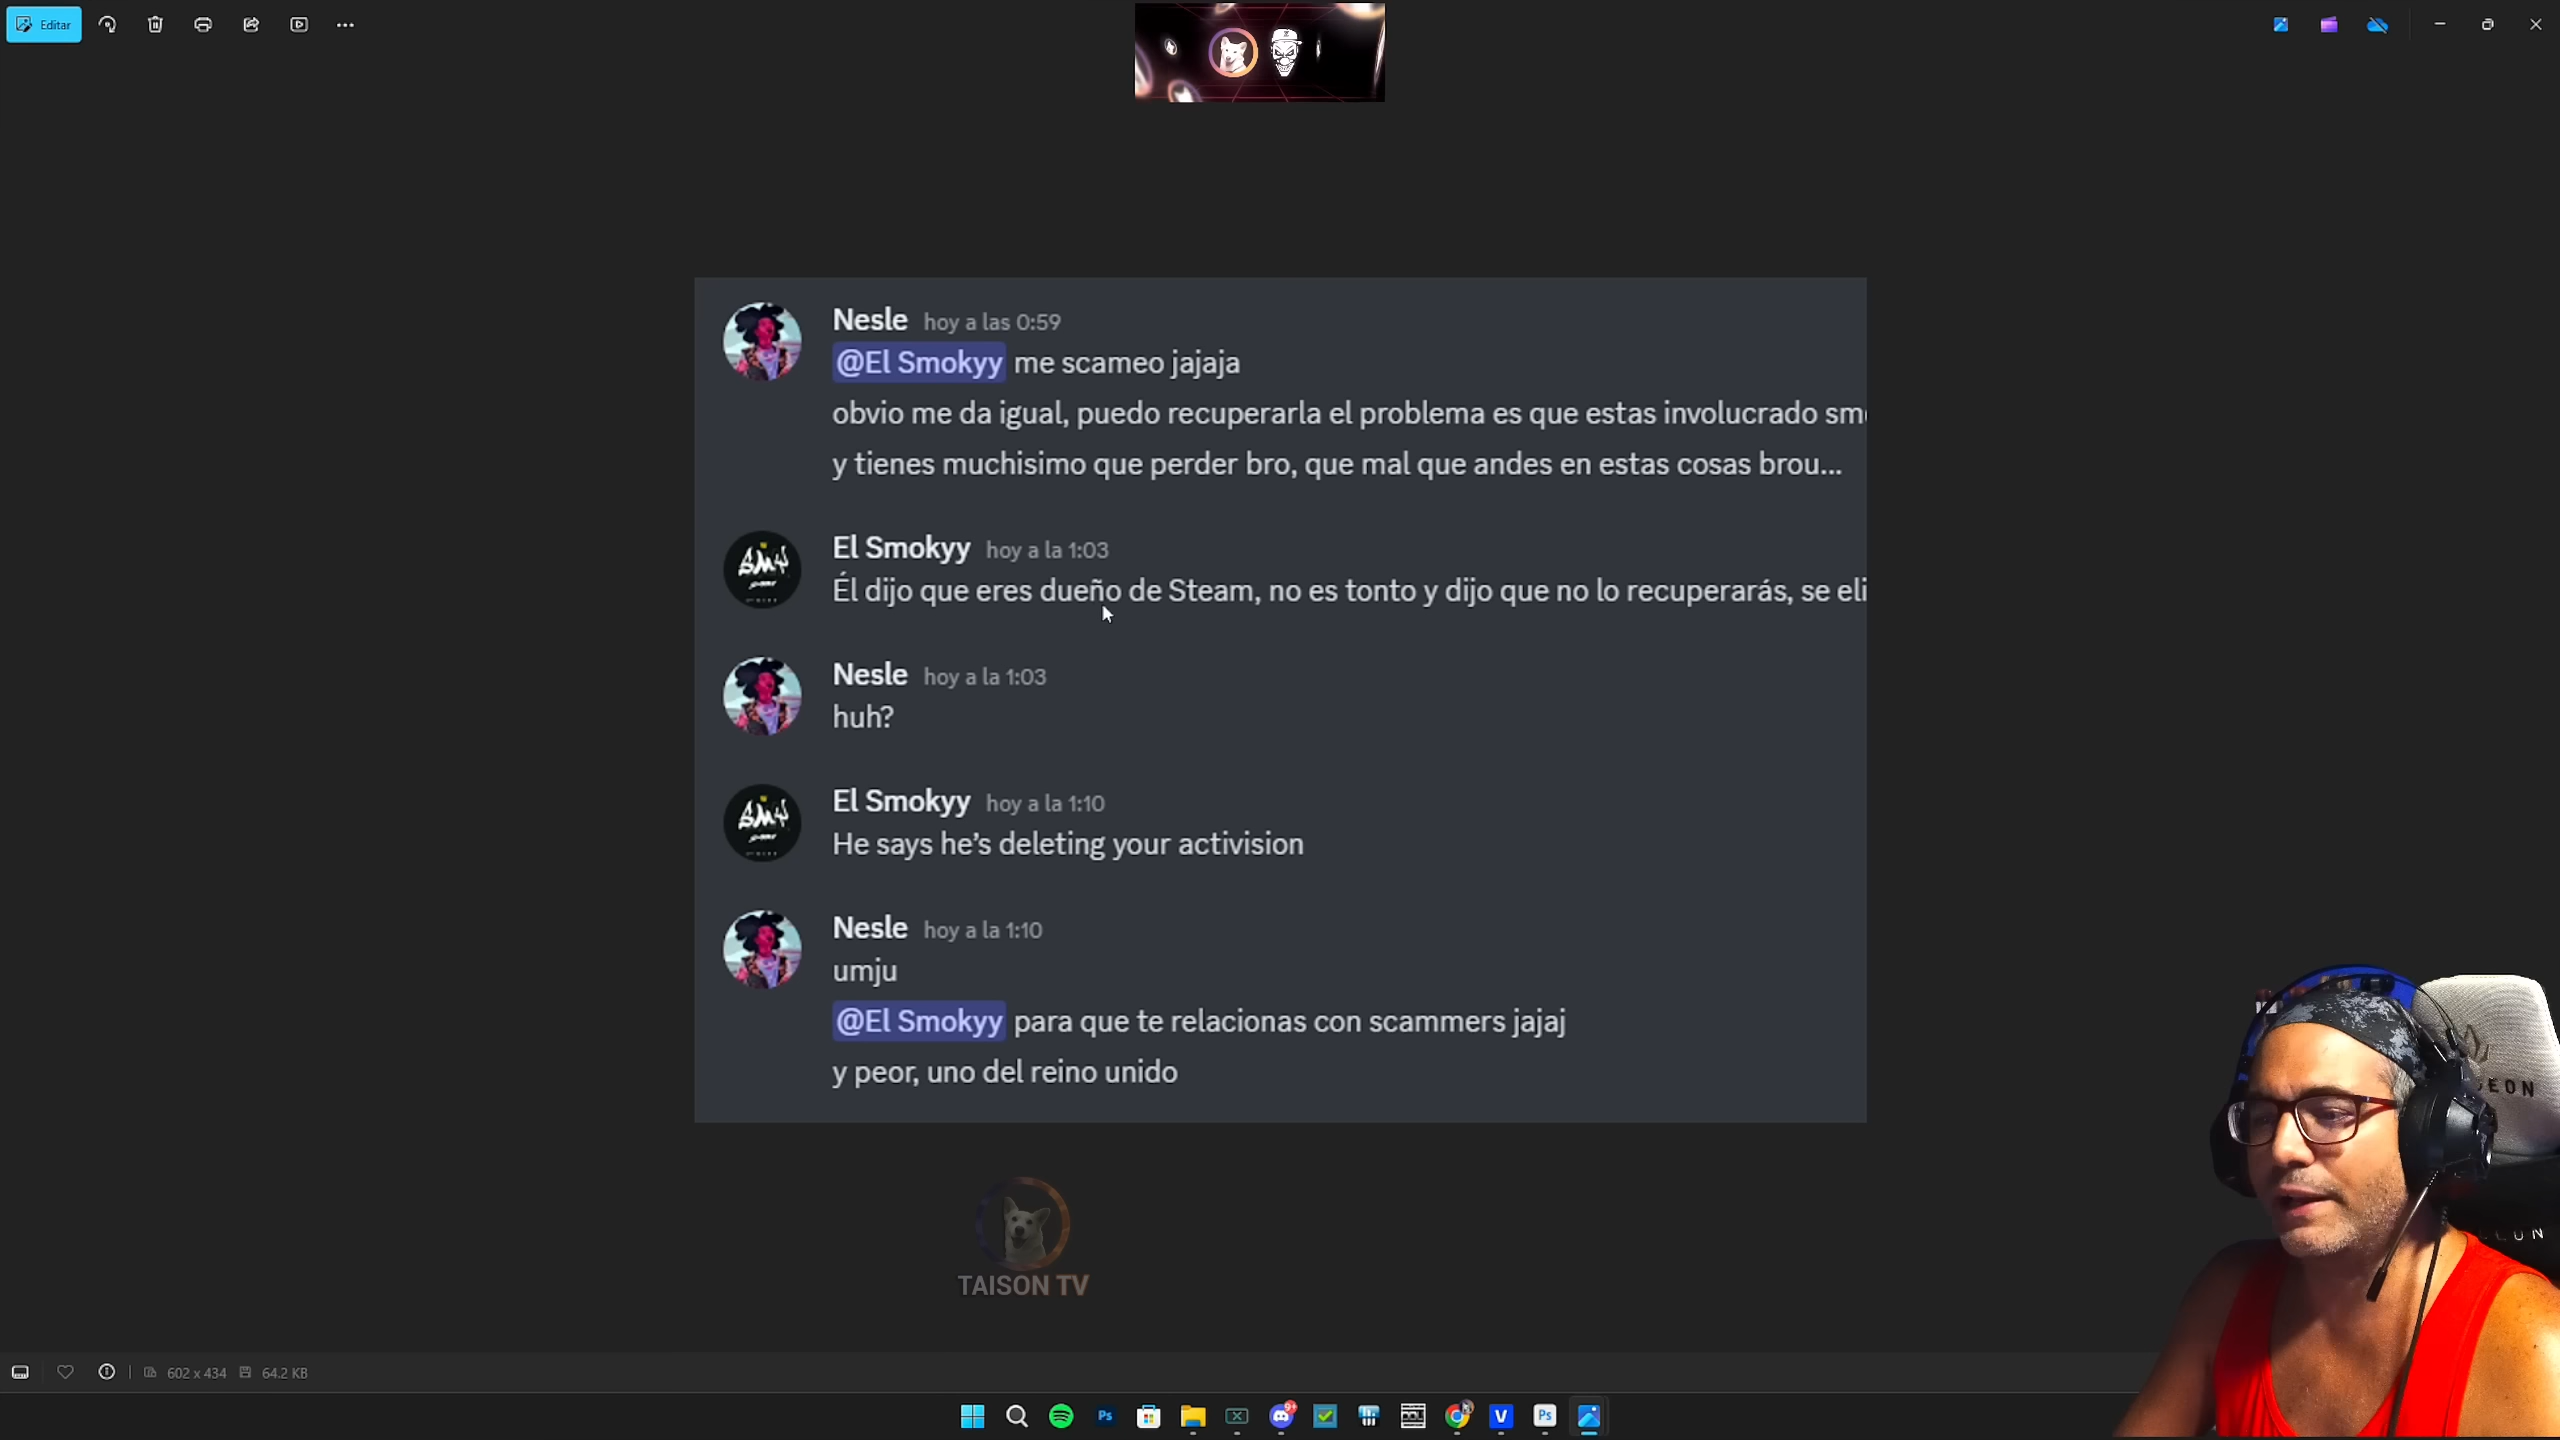 Editar
Nesle hoy a las 0:59
@El Smokyy me scameo jajaja
obvio me da igual, puedo recuperarla el problema es que estas involucrado sm
y tienes muchisimo que perder bro, que mal que andes en estas cosas brou...
El Smokyy hoy a la 1:03
Él dijo que eres dueño de Steam, no es tonto y dijo que no lo recuperarás, se eli
Nesle hoy a la 1:03
huh?
El Smokyy hoy a la 1:10
He says he's deleting your activision
Nesle hoy a la 1:10
umju
@El Smokyy para que te relacionas con scammers jajaj
y peor, uno del reino unido
TAISON TV
602 x 434 64.2 KB